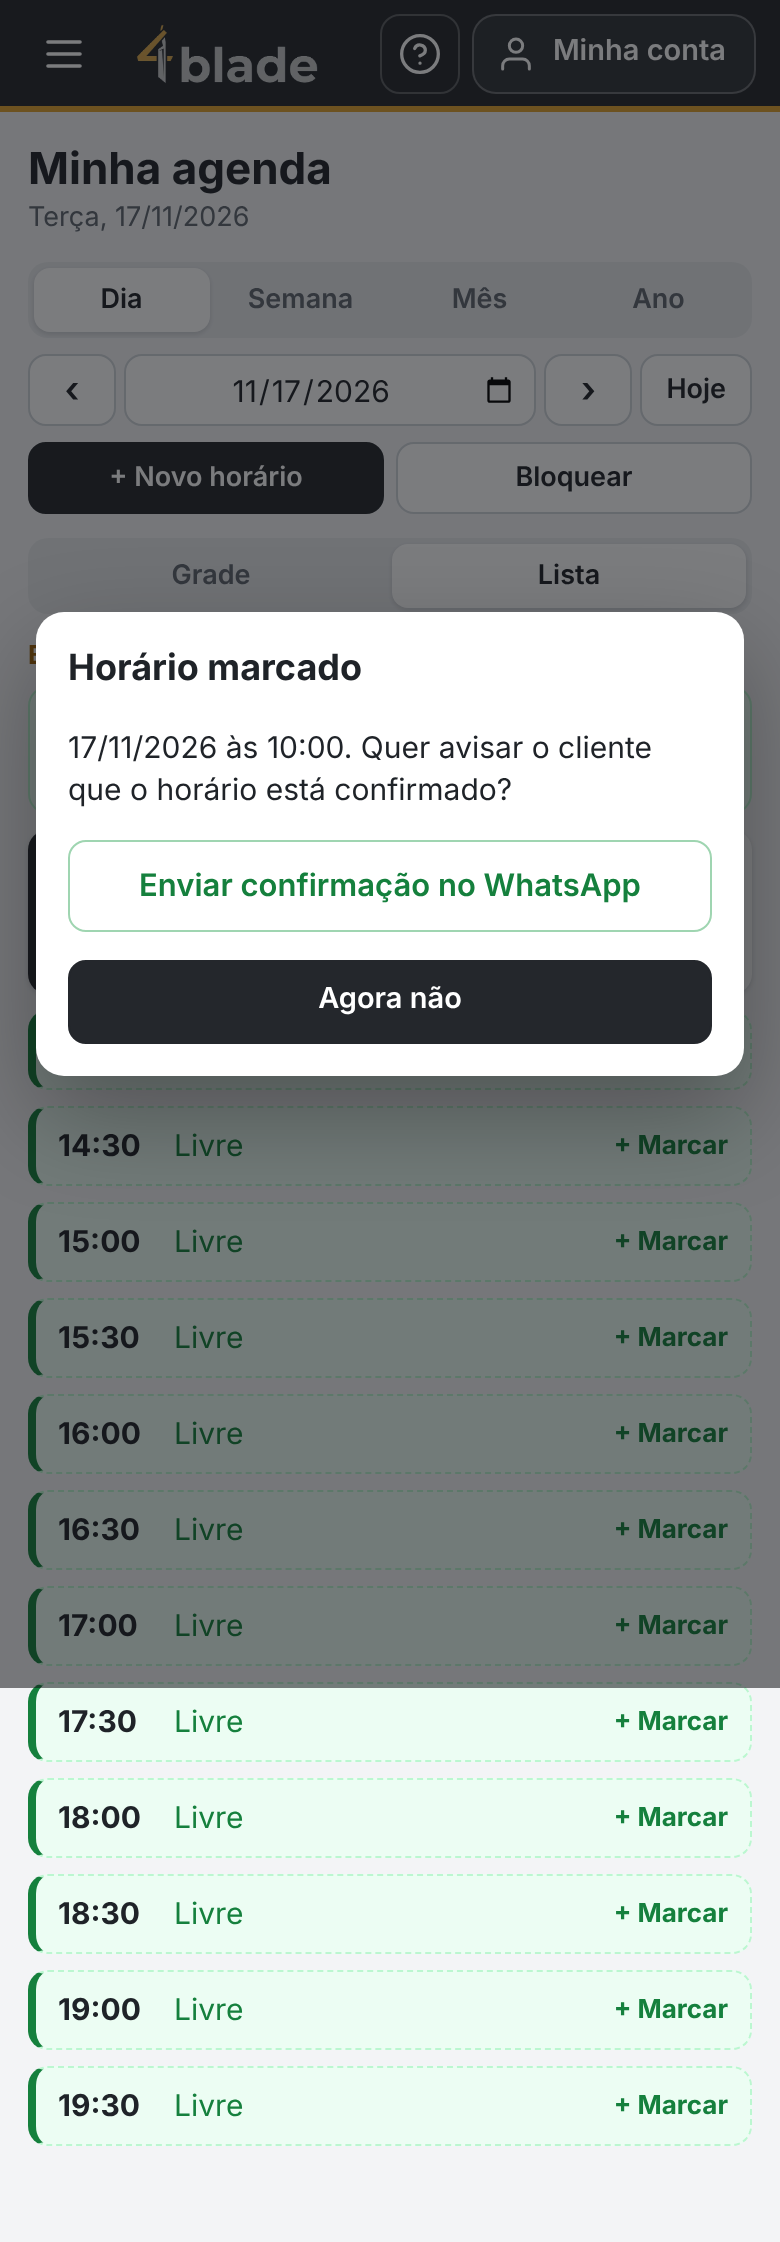 4blade
Minha conta
Minha agenda
Terça, 17/11/2026
Dia Semana Mês Ano
‹ 11/17/2026 › Hoje
+ Novo horário Bloquear
Grade Lista
Horário marcado
17/11/2026 às 10:00. Quer avisar o cliente
que o horário está confirmado?
Enviar confirmação no WhatsApp
Agora não
14:30 Livre + Marcar
15:00 Livre + Marcar
15:30 Livre + Marcar
16:00 Livre + Marcar
16:30 Livre + Marcar
17:00 Livre + Marcar
17:30 Livre + Marcar
18:00 Livre + Marcar
18:30 Livre + Marcar
19:00 Livre + Marcar
19:30 Livre + Marcar